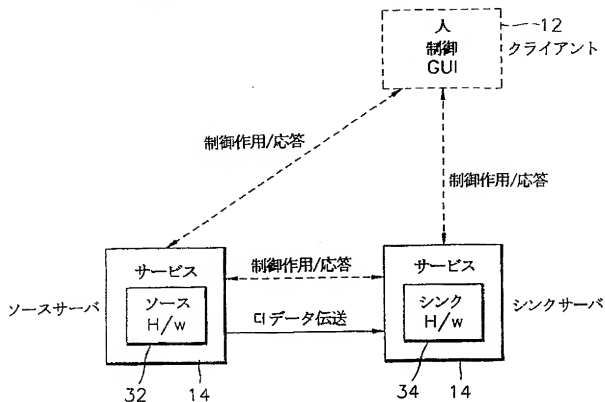 人
制御
GUI
12
クライアント
制御作用/応答
制御作用/応答
サービス
制御作用/応答
サービス
ソースサーバ
ソース
H/w
データ伝送
シンク
H/w
シンクサーバ
32
14
34
14